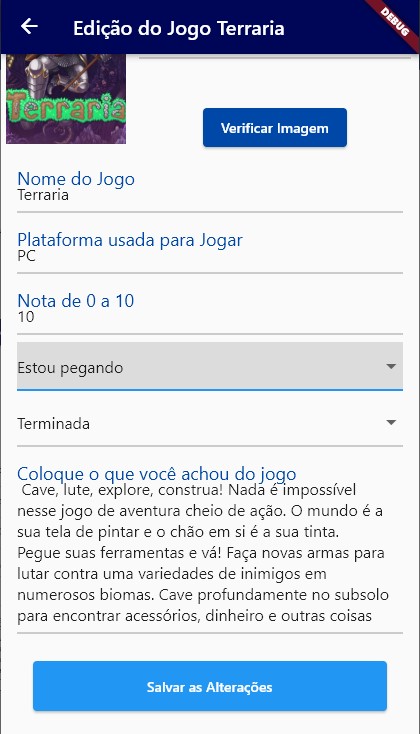 Edição do Jogo Terraria
DEBUG
Terraria
Verificar Imagem
Nome do Jogo
Terraria
Plataforma usada para Jogar
PC
Nota de 0 a 10
10
Estou pegando
Terminada
Coloque o que você achou do jogo
Cave, lute, explore, construa! Nada é impossível
nesse jogo de aventura cheio de ação. O mundo é a
sua tela de pintar e o chão em si é a sua tinta.
Pegue suas ferramentas e vá! Faça novas armas para
lutar contra uma variedades de inimigos em
numerosos biomas. Cave profundamente no subsolo
para encontrar acessórios, dinheiro e outras coisas
Salvar as Alterações